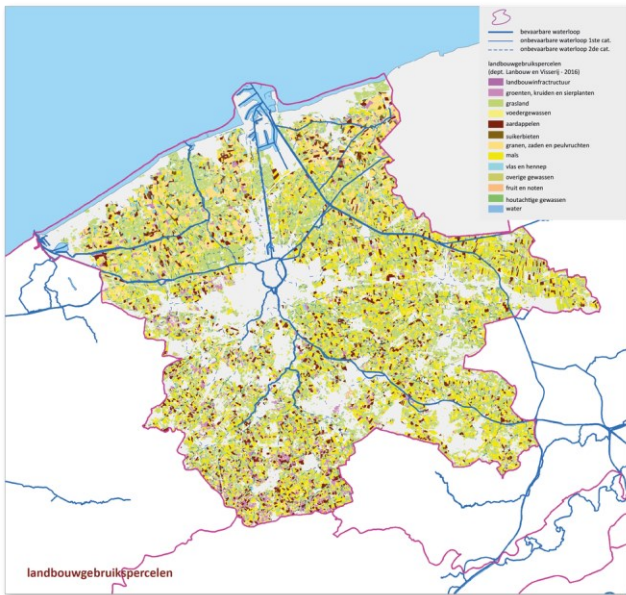 bevaarbare waterloop
onbevaarbare waterloop 1ste cat.
onbevaarbare waterloop 2de cat.
landbouwgebruikspercelen
(dept. Lanbouw en Visserij - 2016)
landbouwinfractructuur
groenten, kruiden en sierplanten
grasland
voedergewassen
aardappelen
suikerbieten
granen, zaden en peulvruchten
maïs
vlas en hennep
overige gewassen
fruit en noten
houtachtige gewassen
water
landbouwgebruikspercelen